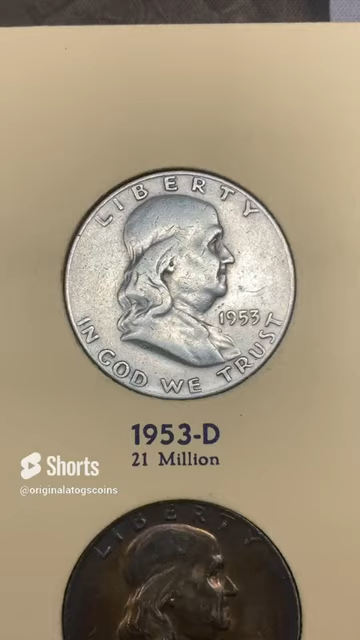 LIBERTY
1953
IN GOD WE TRUST
1953-D
21 Million
Shorts
@originalatogscoins
LIBERTY